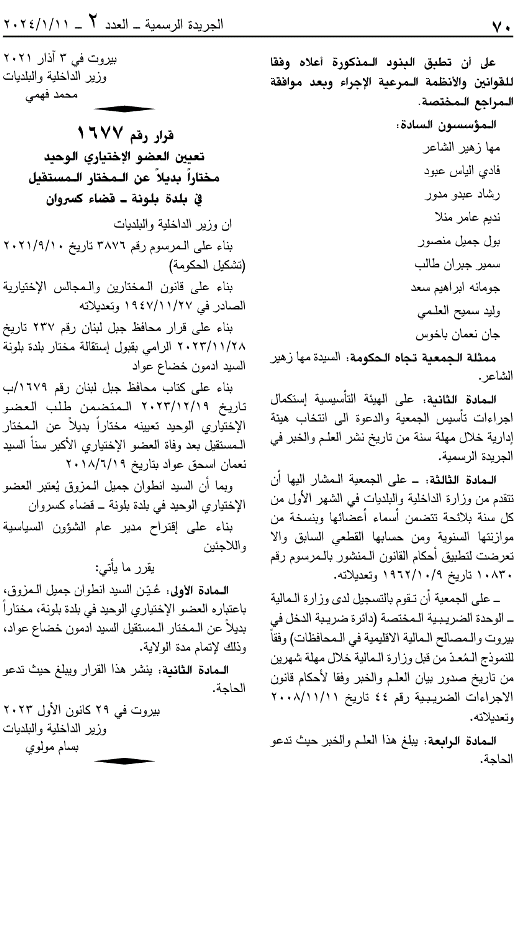 ٧٠
الجريدة الرسمية – العدد ٢ – ٢٠٢٤/١/١١
على أن تطبق البنود المذكورة أعلاه وفقا
للقوانين والأنظمة المرعية الإجراء وبعد موافقة
المراجع المختصة.
المؤسسون السادة:
مها زهير الشاعر
فادي الياس عبود
رشاد عبدو مدور
نديم عامر منلا
بول جميل منصور
سمير جبران طالب
جومانه ابراهيم سعد
وليد سميح العلمي
جان نعمان باخوس
ممثلة الجمعية تجاه الحكومة: السيدة مها زهير
الشاعر.
المادة الثانية: على الهيئة التأسيسية إستكمال
اجراءات تأسيس الجمعية والدعوة الى انتخاب هيئة
إدارية خلال مهلة سنة من تاريخ نشر العلم والخبر في
الجريدة الرسمية.
المادة الثالثة: – على الجمعية المشار اليها أن
تتقدم من وزارة الداخلية والبلديات في الشهر الأول من
كل سنة بلائحة تتضمن أسماء أعضائها وبنسخة من
موازنتها السنوية ومن حسابها القطعي السابق والا
تعرضت لتطبيق أحكام القانون المنشور بالمرسوم رقم
١٠٨٣٠ تاريخ ١٩٦٢/١٠/٩ وتعديلاته.
– على الجمعية أن تقوم بالتسجيل لدى وزارة المالية
– الوحدة الضريبية المختصة (دائرة ضريبة الدخل في
بيروت والمصالح المالية الاقليمية في المحافظات) وفقاً
للنموذج المُعدّ من قبل وزارة المالية خلال مهلة شهرين
من تاريخ صدور بيان العلم والخبر وفقا لأحكام قانون
الاجراءات الضريبية رقم ٤٤ تاريخ ٢٠٠٨/١١/١١
وتعديلاته.
المادة الرابعة: يبلغ هذا العلم والخبر حيث تدعو
الحاجة.
بيروت في ٣ آذار ٢٠٢١
وزير الداخلية والبلديات
محمد فهمي
قرار رقم ١٦٧٧
تعيين العضو الإختياري الوحيد
مختاراً بديلاً عن المختار المستقيل
في بلدة بلونة – قضاء كسروان
ان وزير الداخلية والبلديات
بناء على المرسوم رقم ٣٨٧٦ تاريخ ٢٠٢١/٩/١٠
(تشكيل الحكومة)
بناء على قانون المختارين والمجالس الإختيارية
الصادر في ١٩٤٧/١١/٢٧ وتعديلاته
بناء على قرار محافظ جبل لبنان رقم ٢٣٧ تاريخ
٢٠٢٣/١١/٢٨ الرامي بقبول إستقالة مختار بلدة بلونة
السيد ادمون خضاع عواد
بناء على كتاب محافظ جبل لبنان رقم ١٦٧٩/ب
تاريخ ٢٠٢٣/١٢/١٩ المتضمن طلب العضو
الإختياري الوحيد تعيينه مختاراً بديلاً عن المختار
المستقيل بعد وفاة العضو الإختياري الأكبر سناً السيد
نعمان اسحق عواد بتاريخ ٢٠١٨/٦/١٩
وبما أن السيد انطوان جميل المزوق يُعتبر العضو
الإختياري الوحيد في بلدة بلونة – قضاء كسروان
بناء على إقتراح مدير عام الشؤون السياسية
واللاجئين
يقرر ما يأتي:
المادة الأولى: عُيّن السيد انطوان جميل المزوق،
باعتباره العضو الإختياري الوحيد في بلدة بلونة، مختاراً
بديلاً عن المختار المستقيل السيد ادمون خضاع عواد،
وذلك لإتمام مدة الولاية.
المادة الثانية: ينشر هذا القرار ويبلغ حيث تدعو
الحاجة.
بيروت في ٢٩ كانون الأول ٢٠٢٣
وزير الداخلية والبلديات
بسام مولوي